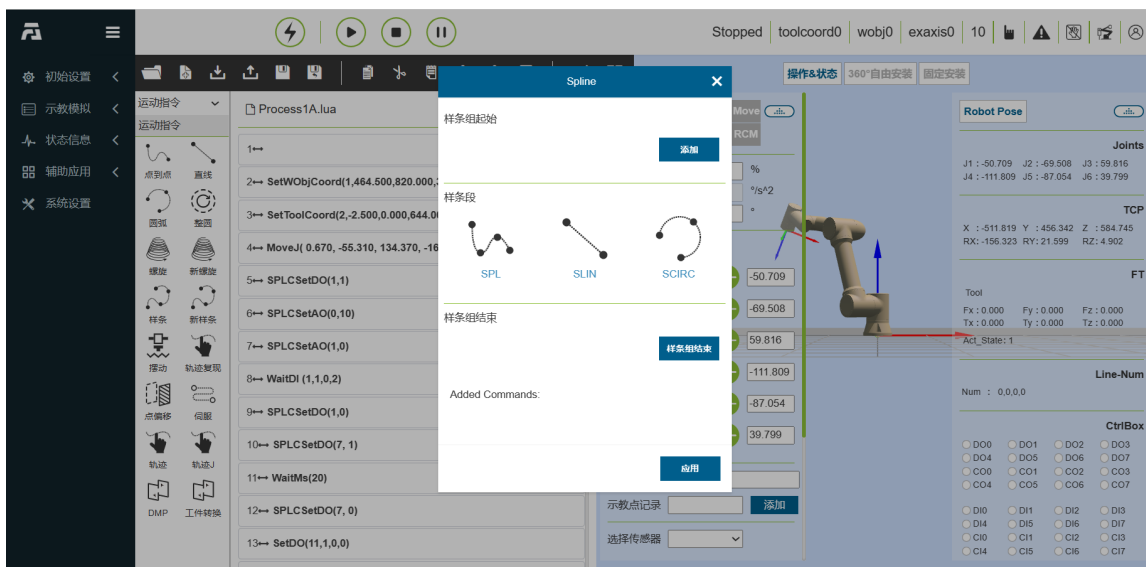 Stopped toolcoord0 wobj0 exaxis0 10
初始设置
示教模拟
状态信息
辅助应用
系统设置
运动指令
运动指令
点到点 直线
圆弧 整圆
螺旋 新螺旋
样条 新样条
摆动 轨迹复现
点偏移 伺服
轨迹 轨迹J
DMP 工件转换
Process1A.lua
1
2 SetWObjCoord(1,464.500,820.000,
3 SetToolCoord(2,-2.500,0.000,644.0
4 MoveJ( 0.670, -55.310, 134.370, -16
5 SPLCSetDO(1,1)
6 SPLCSetAO(0,10)
7 SPLCSetAO(1,0)
8 WaitDI (1,1,0,2)
9 SPLCSetDO(1,0)
10 SPLCSetDO(7, 1)
11 WaitMs(20)
12 SPLCSetDO(7, 0)
13 SetDO(11,1,0,0)
Spline
样条组起始
添加
样条段
SPL SLIN SCIRC
样条组结束
样条组结束
Added Commands:
应用
Move
RCM
%
°/s^2
°
-50.709
-69.508
59.816
-111.809
-87.054
39.799
示教点记录 添加
选择传感器
操作&状态 360°自由安装 固定安装
Robot Pose
Joints
J1 : -50.709 J2 : -69.508 J3 : 59.816
J4 : -111.809 J5 : -87.054 J6 : 39.799
TCP
X : -511.819 Y : 456.342 Z : 584.745
RX: -156.323 RY: 21.599 RZ: 4.902
FT
Tool
Fx : 0.000 Fy : 0.000 Fz : 0.000
Tx : 0.000 Ty : 0.000 Tz : 0.000
Act_State: 1
Line-Num
Num : 0,0,0,0
CtrlBox
DO0 DO1 DO2 DO3
DO4 DO5 DO6 DO7
CO0 CO1 CO2 CO3
CO4 CO5 CO6 CO7
DI0 DI1 DI2 DI3
DI4 DI5 DI6 DI7
CI0 CI1 CI2 CI3
CI4 CI5 CI6 CI7